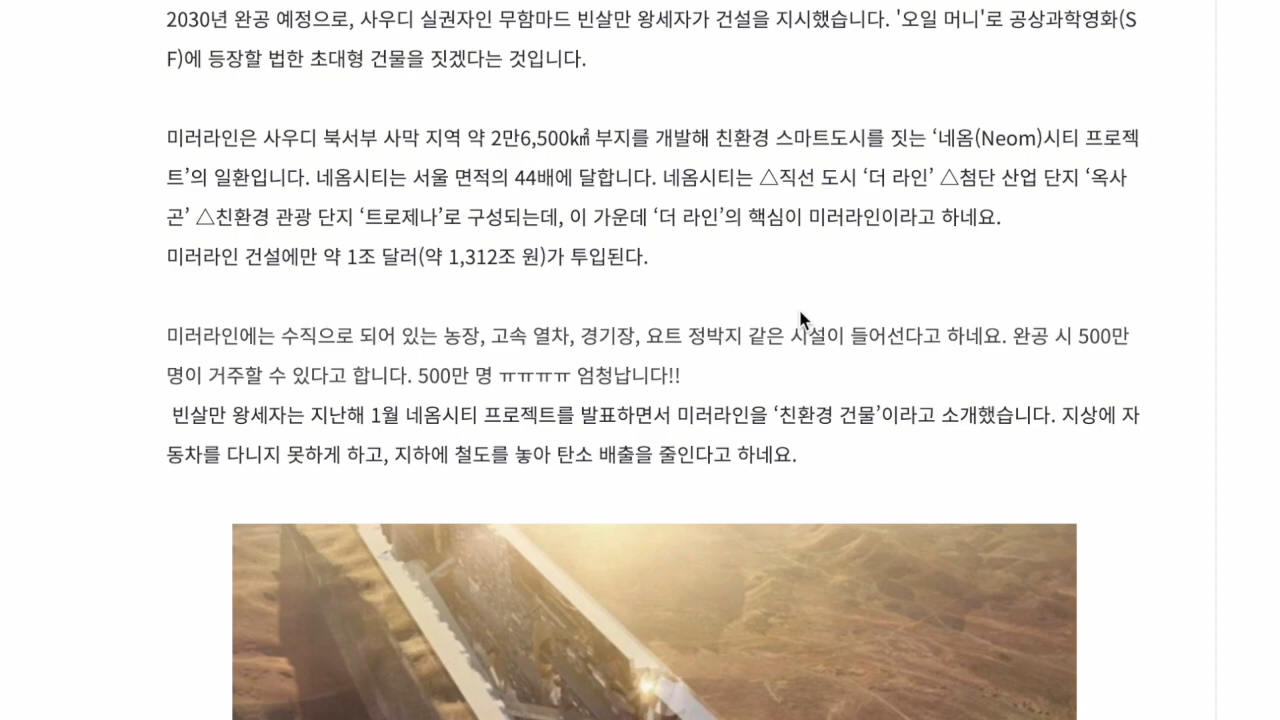 2030년 완공 예정으로, 사우디 실권자인 무함마드 빈살만 왕세자가 건설을 지시했습니다. '오일 머니'로 공상과학영화(S
F)에 등장할 법한 초대형 건물을 짓겠다는 것입니다.
미러라인은 사우디 북서부 사막 지역 약 2만6,500㎢ 부지를 개발해 친환경 스마트도시를 짓는 ‘네옴(Neom)시티 프로젝
트’의 일환입니다. 네옴시티는 서울 면적의 44배에 달합니다. 네옴시티는 △직선 도시 ‘더 라인’ △첨단 산업 단지 ‘옥사
곤’ △친환경 관광 단지 ‘트로제나’로 구성되는데, 이 가운데 ‘더 라인’의 핵심이 미러라인이라고 하네요.
미러라인 건설에만 약 1조 달러(약 1,312조 원)가 투입된다.
미러라인에는 수직으로 되어 있는 농장, 고속 열차, 경기장, 요트 정박지 같은 시설이 들어선다고 하네요. 완공 시 500만
명이 거주할 수 있다고 합니다. 500만 명 ㅠㅠㅠㅠ 엄청납니다!!
빈살만 왕세자는 지난해 1월 네옴시티 프로젝트를 발표하면서 미러라인을 ‘친환경 건물’이라고 소개했습니다. 지상에 자
동차를 다니지 못하게 하고, 지하에 철도를 놓아 탄소 배출을 줄인다고 하네요.